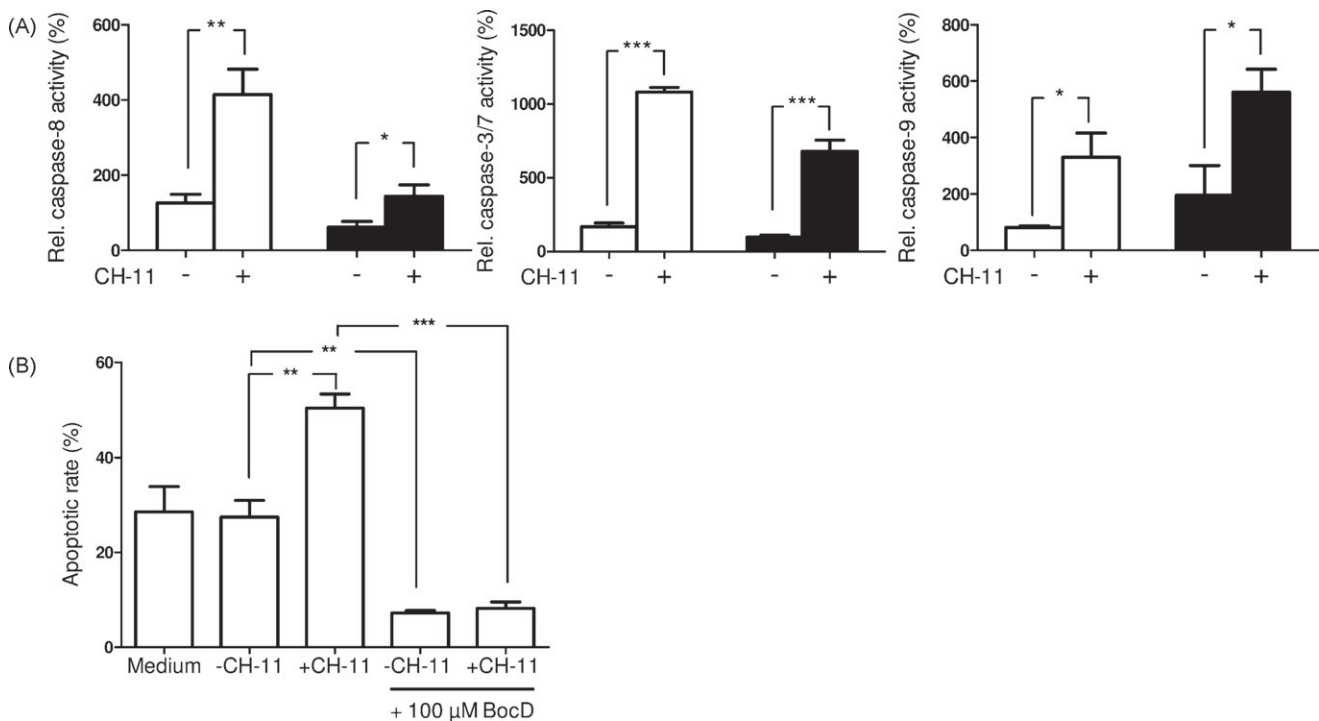 (A)
Rel. caspase-8 activity (%)
600
400
200
0
**
*
CH-11 - + - +
Rel. caspase-3/7 activity (%)
1500
1000
500
0
***
***
CH-11 - + - +
Rel. caspase-9 activity (%)
800
600
400
200
0
*
*
CH-11 - + - +
(B)
Apoptotic rate (%)
60
40
20
0
***
**
**
Medium -CH-11 +CH-11 -CH-11 +CH-11
+ 100 µM BocD